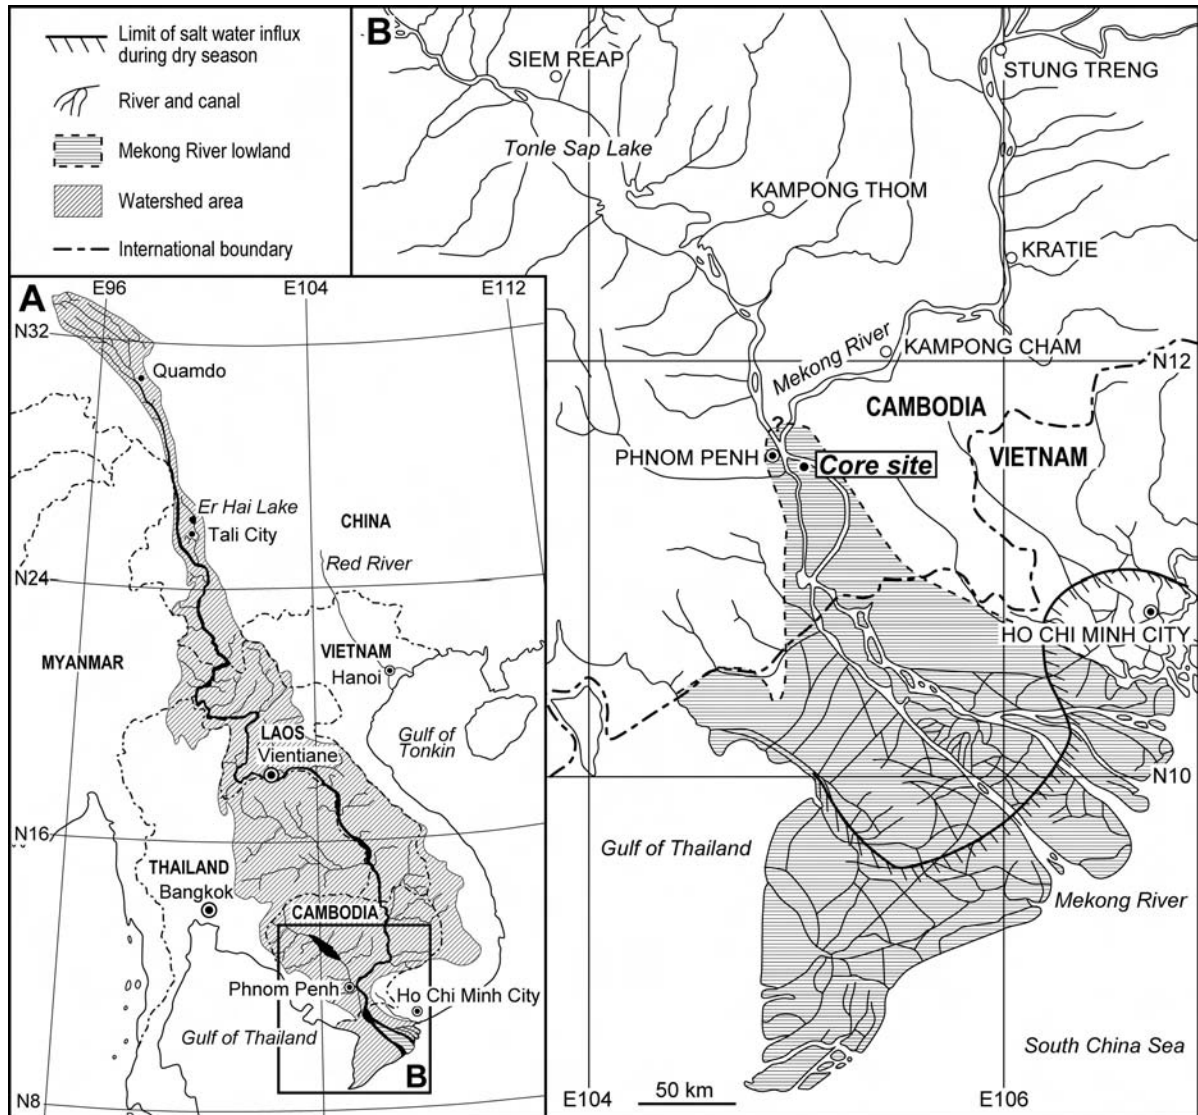 Limit of salt water influx
during dry season
River and canal
Mekong River lowland
Watershed area
International boundary
A
E96
E104
E112
N32
Quamdo
Er Hai Lake
Tali City
CHINA
Red River
N24
MYANMAR
VIETNAM
Hanoi
LAOS
Vientiane
Gulf of
Tonkin
N16
THAILAND
Bangkok
CAMBODIA
Phnom Penh
Ho Chi Minh City
Gulf of Thailand
B
N8
B
SIEM REAP
STUNG TRENG
Tonle Sap Lake
KAMPONG THOM
KRATIE
Mekong River
KAMPONG CHAM
N12
CAMBODIA
?
PHNOM PENH
Core site
VIETNAM
HO CHI MINH CITY
N10
Gulf of Thailand
Mekong River
South China Sea
E104
50 km
E106